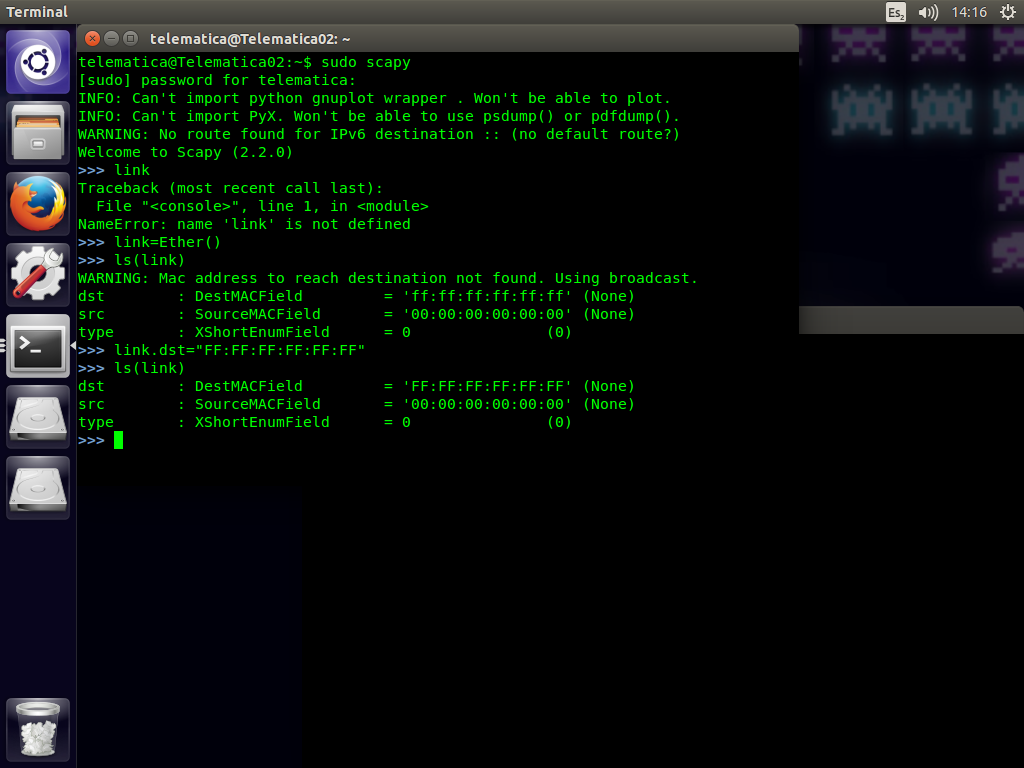 Terminal
Es2
14:16
telematica@Telematica02: ~
telematica@Telematica02:~$ sudo scapy
[sudo] password for telematica:
INFO: Can't import python gnuplot wrapper . Won't be able to plot.
INFO: Can't import PyX. Won't be able to use psdump() or pdfdump().
WARNING: No route found for IPv6 destination :: (no default route?)
Welcome to Scapy (2.2.0)
>>> link
Traceback (most recent call last):
  File "<console>", line 1, in <module>
NameError: name 'link' is not defined
>>> link=Ether()
>>> ls(link)
WARNING: Mac address to reach destination not found. Using broadcast.
dst        : DestMACField         = 'ff:ff:ff:ff:ff:ff' (None)
src        : SourceMACField       = '00:00:00:00:00:00' (None)
type       : XShortEnumField      = 0               (0)
>>> link.dst="FF:FF:FF:FF:FF:FF"
>>> ls(link)
dst        : DestMACField         = 'FF:FF:FF:FF:FF:FF' (None)
src        : SourceMACField       = '00:00:00:00:00:00' (None)
type       : XShortEnumField      = 0               (0)
>>>